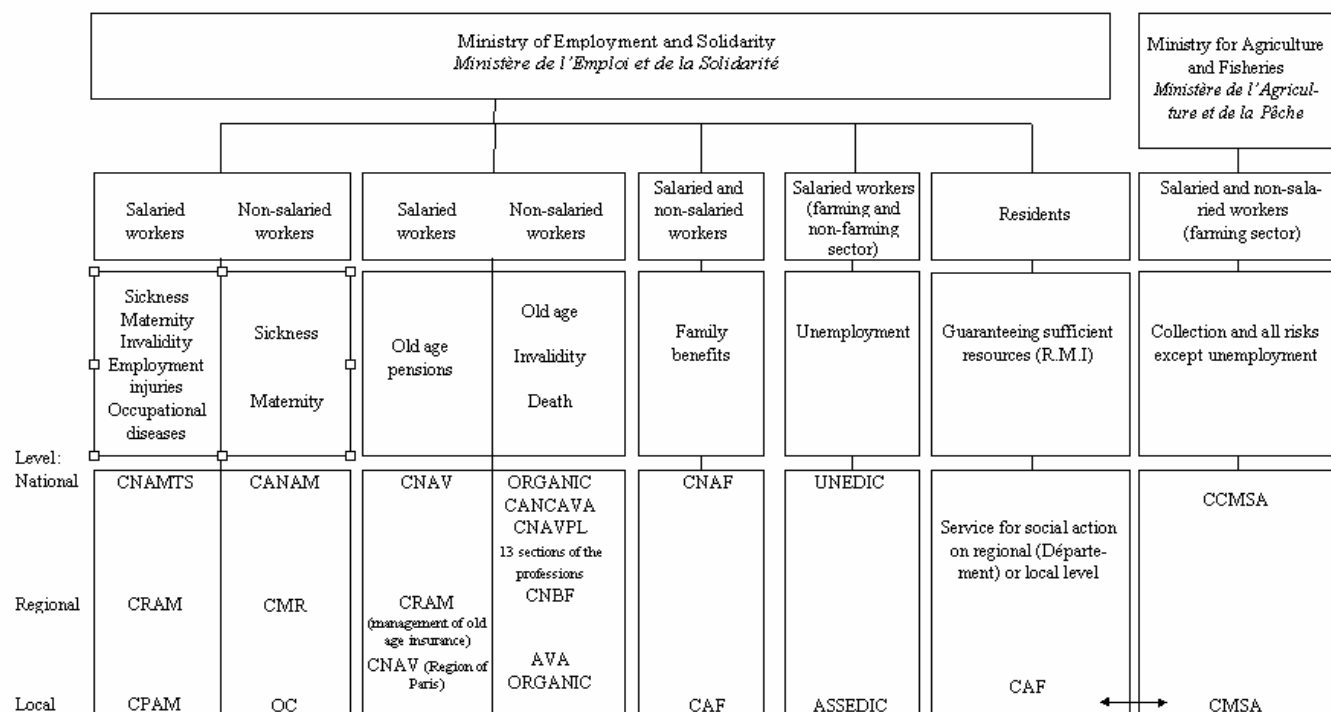 Ministry of Employment and Solidarity
Ministère de l'Emploi et de la Solidarité
Ministry for Agriculture
and Fisheries
Ministère de l'Agricul-
ture et de la Pêche
Salaried
workers
Non-salaried
workers
Salaried
workers
Non-salaried
workers
Salaried and
non-salaried
workers
Salaried workers
(farming and
non-farming
sector)
Residents
Salaried and non-sala-
ried workers
(farming sector)
Sickness
Maternity
Invalidity
Employment
injuries
Occupational
diseases
Sickness
Maternity
Old age
pensions
Old age
Invalidity
Death
Family
benefits
Unemployment
Guaranteeing sufficient
resources (R.M.I)
Collection and all risks
except unemployment
Level:
National
CNAMTS
CANAM
CNAV
ORGANIC
CANCAVA
CNAVPL
13 sections of the
professions
CNBF
CNAF
UNEDIC
Service for social action
on regional (Départe-
ment) or local level
CCMSA
Regional
CRAM
CMR
CRAM
(management of old
age insurance)
CNAV (Region of
Paris)
AVA
ORGANIC
Local
CPAM
OC
CAF
ASSEDIC
CAF
CMSA